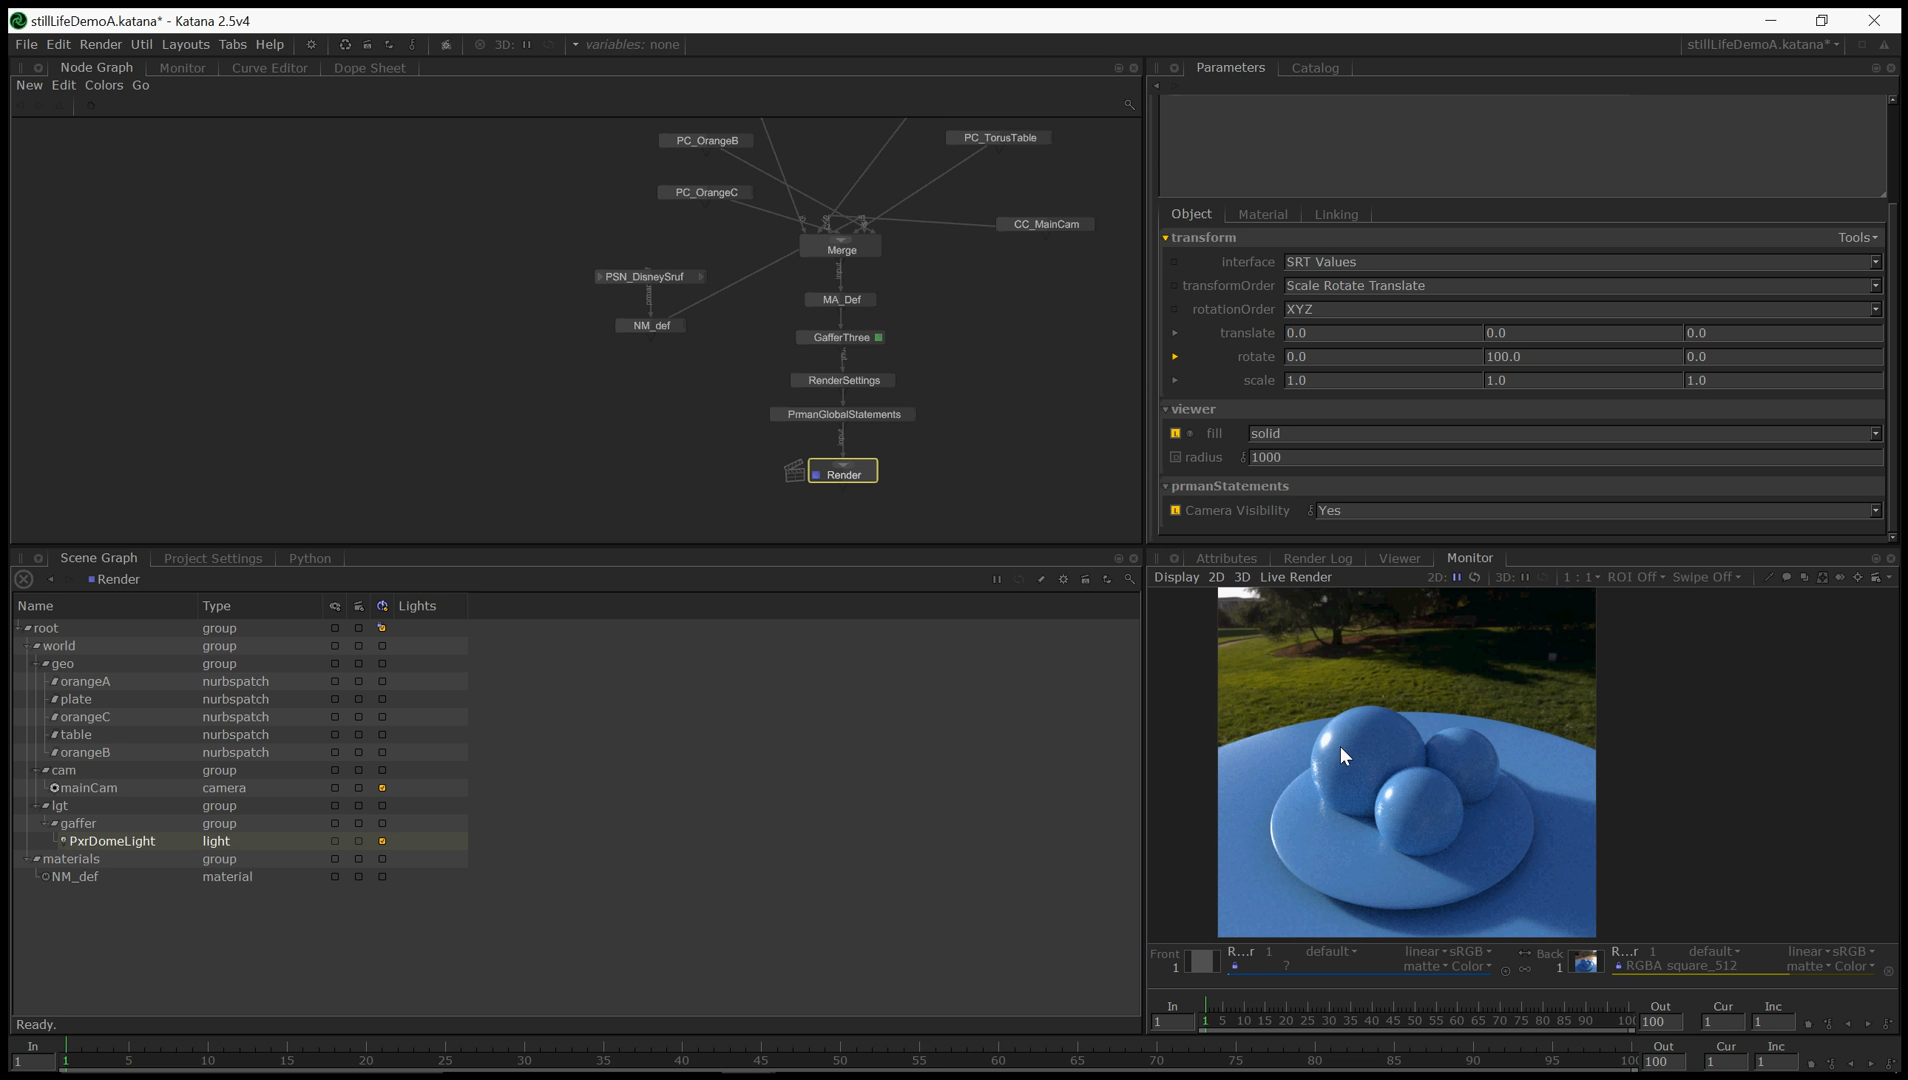 stillLifeDemoA.katana* - Katana 2.5v4
File Edit Render Util Layouts Tabs Help 3D: variables: none stillLifeDemoA.katana*
Node Graph Monitor Curve Editor Dope Sheet
New Edit Colors Go
PC_OrangeB
PC_TorusTable
PC_OrangeC
CC_MainCam
Merge
PSN_DisneySruf
input
MA_Def
NM_def
GafferThree
RenderSettings
PrmanGlobalStatements
input
Render
Parameters Catalog
Object Material Linking
transform Tools
interface SRT Values
transformOrder Scale Rotate Translate
rotationOrder XYZ
translate 0.0 0.0 0.0
rotate 0.0 100.0 0.0
scale 1.0 1.0 1.0
viewer
fill solid
radius 1000
prmanStatements
Camera Visibility Yes
Scene Graph Project Settings Python
Render
Name Type Lights
root group
world group
geo group
orangeA nurbspatch
plate nurbspatch
orangeC nurbspatch
table nurbspatch
orangeB nurbspatch
cam group
mainCam camera
lgt group
gaffer group
PxrDomeLight light
materials group
NM_def material
Ready.
Attributes Render Log Viewer Monitor
Display 2D 3D Live Render 2D: 3D: 1 : 1 ROI Off Swipe Off
Front R...r 1 default linear sRGB Back R...r 1 default linear sRGB
1 ? matte Color 1 RGBA square_512 matte Color
In Out Cur Inc
1 1 5 10 15 20 25 30 35 40 45 50 55 60 65 70 75 80 85 90 100 1 1
In Out Cur Inc
1 1 5 10 15 20 25 30 35 40 45 50 55 60 65 70 75 80 85 90 95 100 1 1